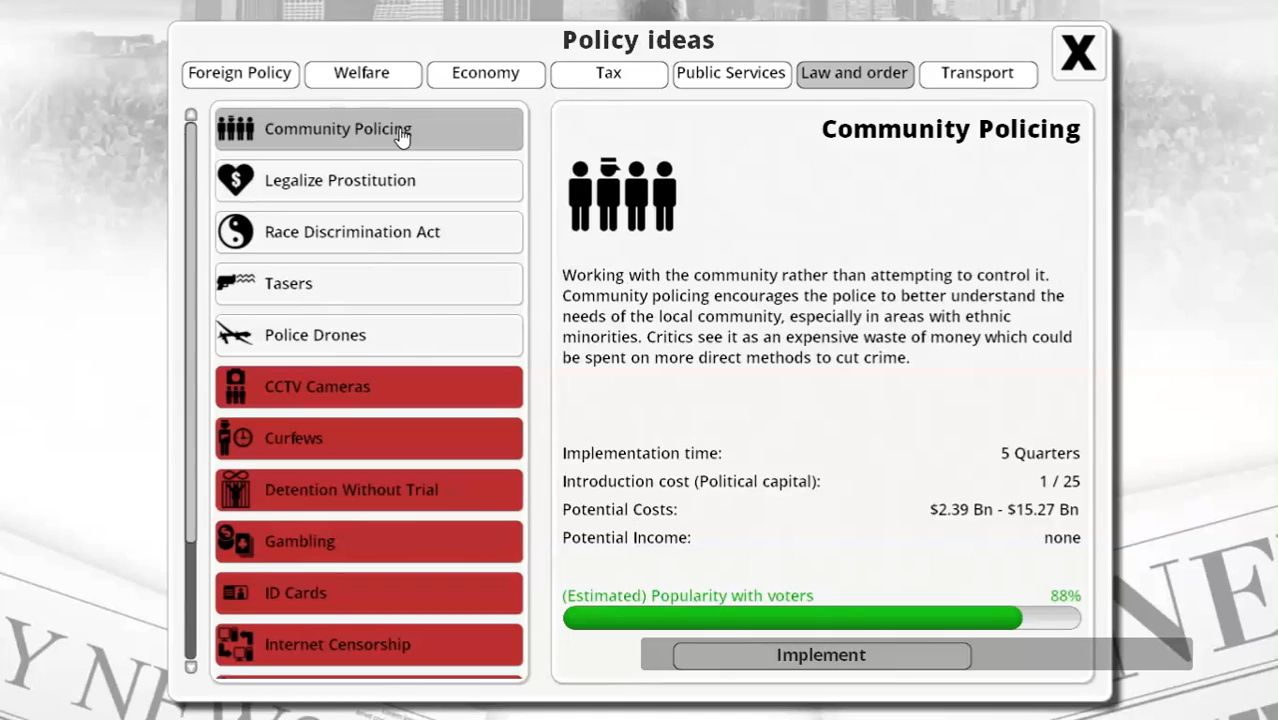 Policy ideas
X
Foreign Policy
Welfare
Economy
Tax
Public Services
Law and order
Transport
Community Policing
Legalize Prostitution
Race Discrimination Act
Tasers
Police Drones
CCTV Cameras
Curfews
Detention Without Trial
Gambling
ID Cards
Internet Censorship
Community Policing
Working with the community rather than attempting to control it.
Community policing encourages the police to better understand the
needs of the local community, especially in areas with ethnic
minorities. Critics see it as an expensive waste of money which could
be spent on more direct methods to cut crime.
Implementation time: 5 Quarters
Introduction cost (Political capital): 1 / 25
Potential Costs: $2.39 Bn - $15.27 Bn
Potential Income: none
(Estimated) Popularity with voters 88%
Implement